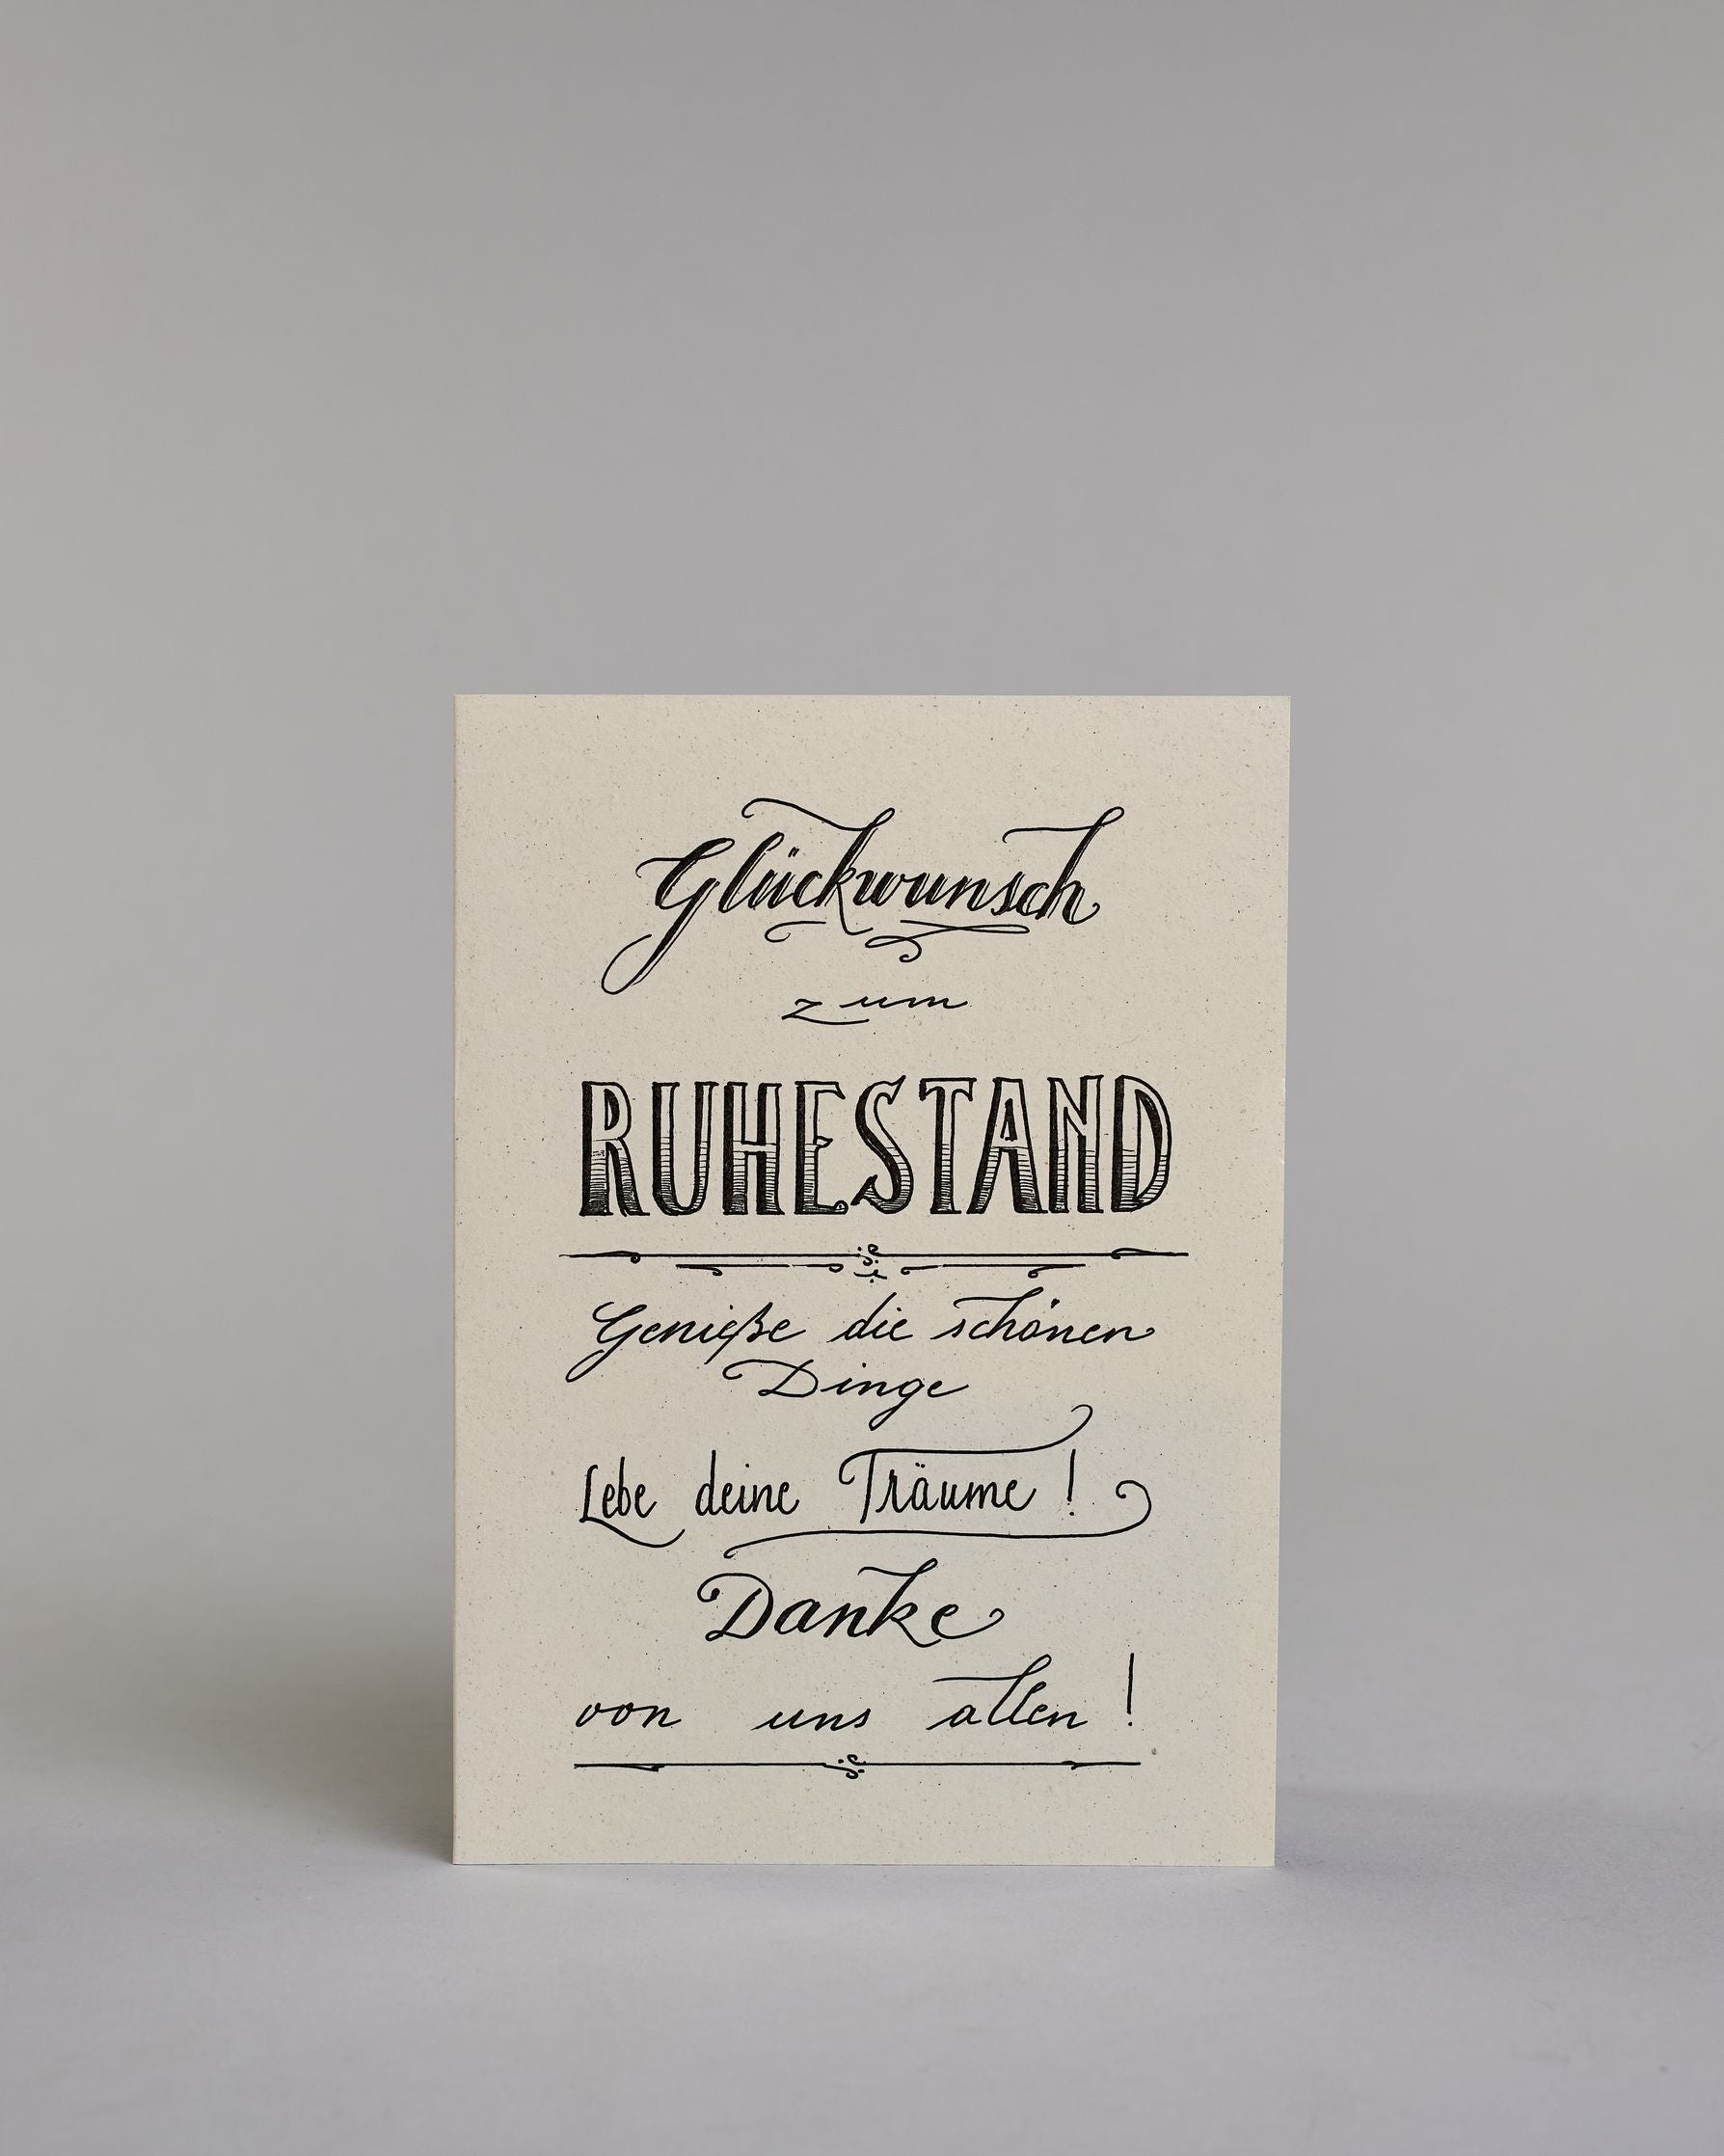 Glückwunsch
zum
RUHESTAND
Genieße die schönen
Dinge
Lebe deine Träume !
Danke
von uns allen !